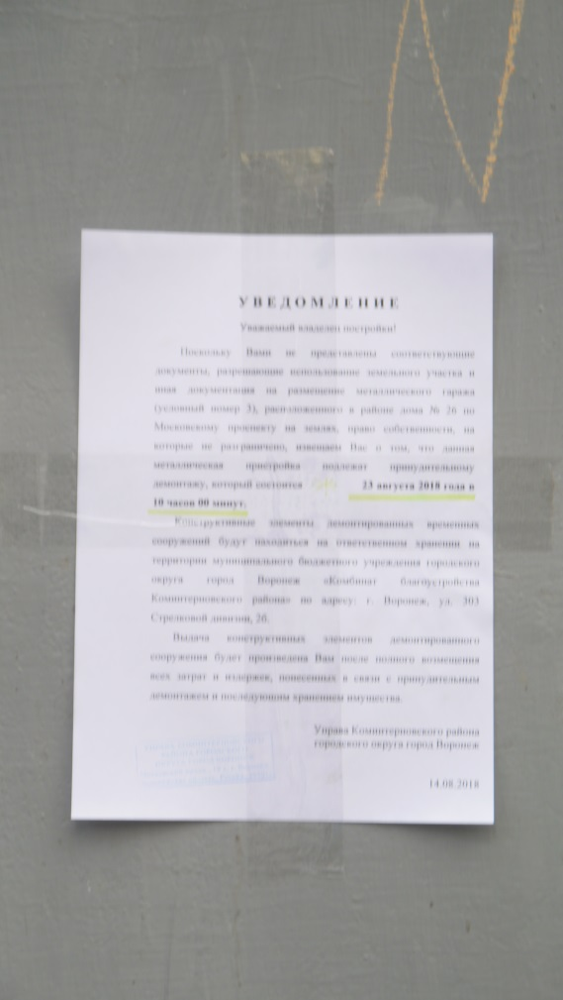 УВЕДОМЛЕНИЕ
Уважаемый владелец постройки!
Поскольку Вами не представлены соответствующие
документы, разрешающие использование земельного участка и
иная документация на размещение металлического гаража
(условный номер 3), расположенного в районе дома № 26 по
Московскому проспекту на землях, право собственности, на
которые не разграничено, извещаем Вас о том, что данная
металлическая пристройка подлежат принудительному
демонтажу, который состоится 23 августа 2018 года в
10 часов 00 минут.
Конструктивные элементы демонтированных временных
сооружений будут находиться на ответственном хранении на
территории муниципального бюджетного учреждения городского
округа город Воронеж «Комбинат благоустройства
Коминтерновского района» по адресу: г. Воронеж, ул. 303
Стрелковой дивизии, 2б.
Выдача конструктивных элементов демонтированного
сооружения будет произведена Вам после полного возмещения
всех затрат и издержек, понесенных в связи с принудительным
демонтажем и последующим хранением имущества.
Управа Коминтерновского района
городского округа город Воронеж
14.08.2018